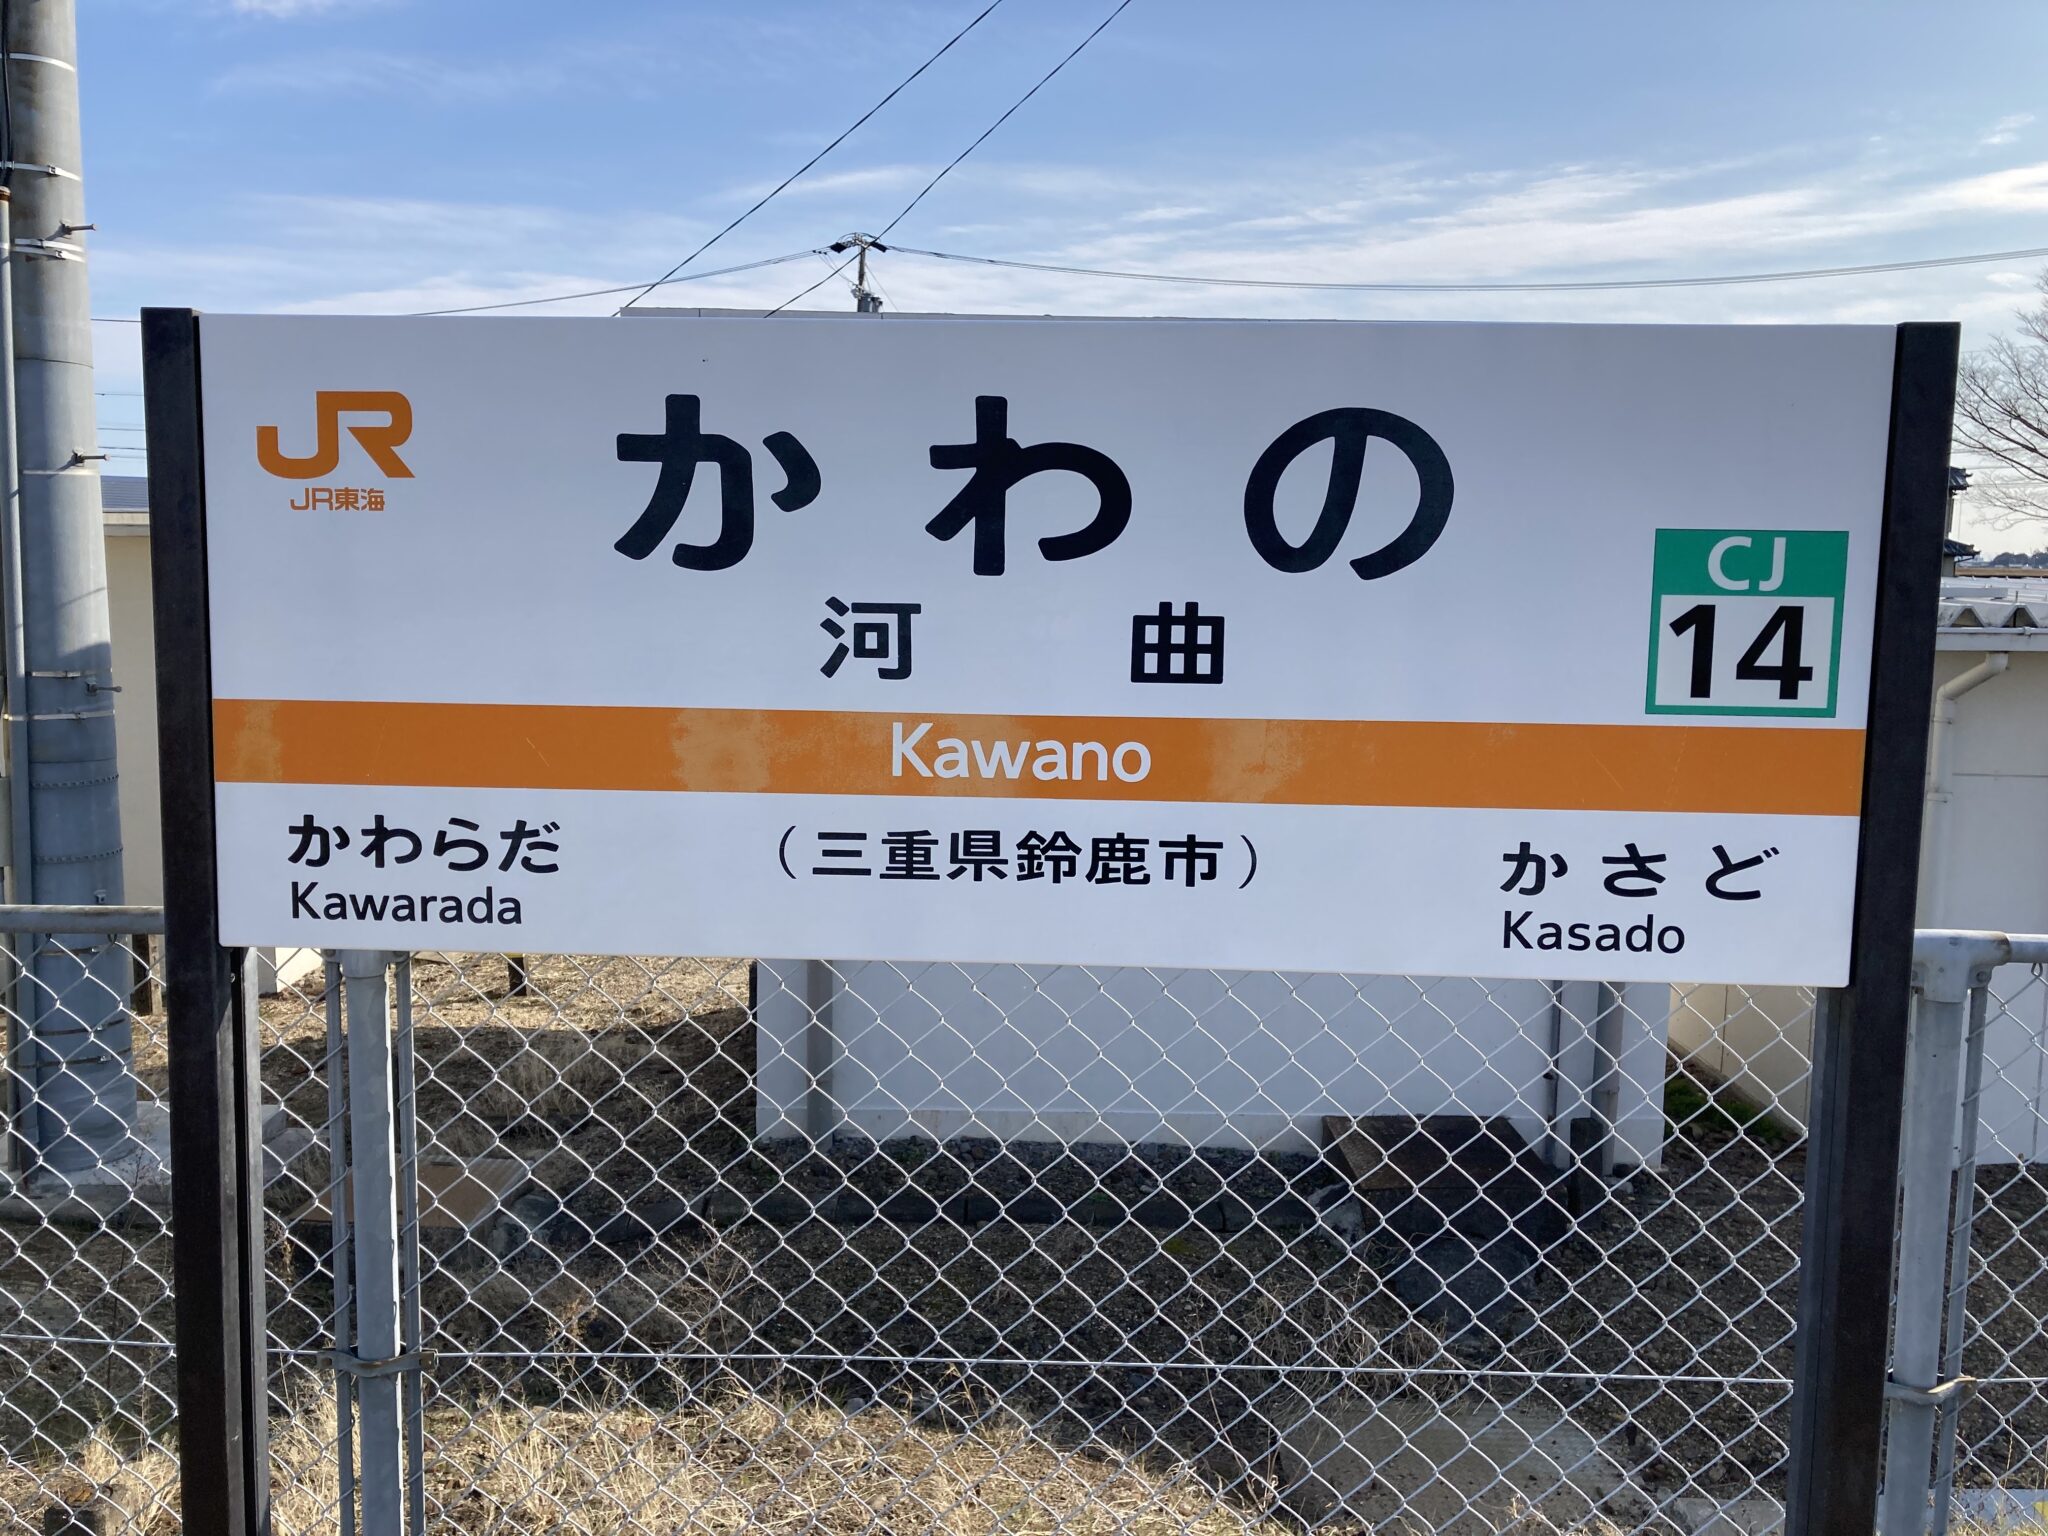 JR
JR東海
かわの
河曲
CJ
14
Kawano
かわらだ
Kawarada
（三重県鈴鹿市）
かさど
Kasado